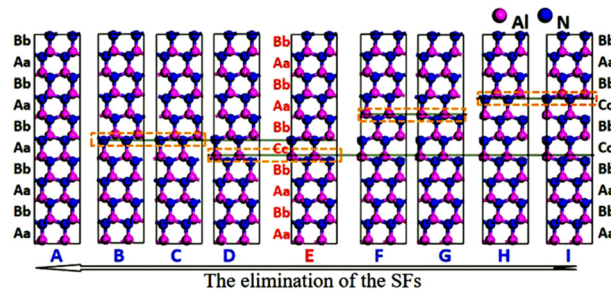 Al N
Bb Bb Bb
Aa Aa Aa
Bb Bb Bb
Aa Aa Cc
Bb Bb Bb
Aa Cc Cc
Bb Bb Bb
Aa Aa Aa
Bb Bb Bb
Aa Aa Aa
A B C D E F G H I
The elimination of the SFs